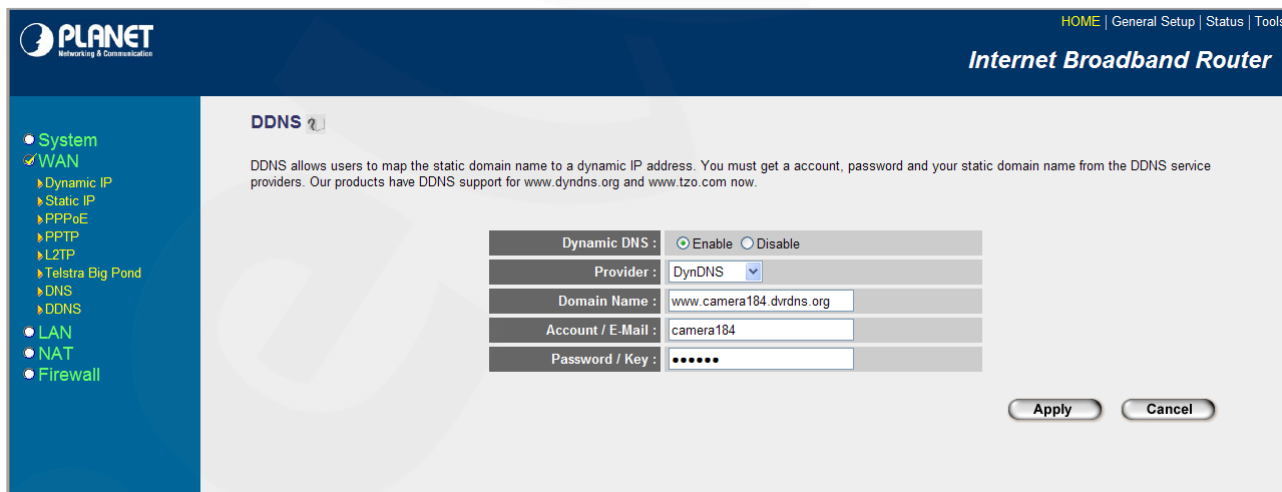 PLANET
Networking & Communication
HOME | General Setup | Status | Tools
Internet Broadband Router
System
WAN
Dynamic IP
Static IP
PPPoE
PPTP
L2TP
Telstra Big Pond
DNS
DDNS
LAN
NAT
Firewall
DDNS
DDNS allows users to map the static domain name to a dynamic IP address. You must get a account, password and your static domain name from the DDNS service
providers. Our products have DDNS support for www.dyndns.org and www.tzo.com now.
Dynamic DNS : Enable Disable
Provider : DynDNS
Domain Name : www.camera184.dvrdns.org
Account / E-Mail : camera184
Password / Key : ••••••
Apply Cancel